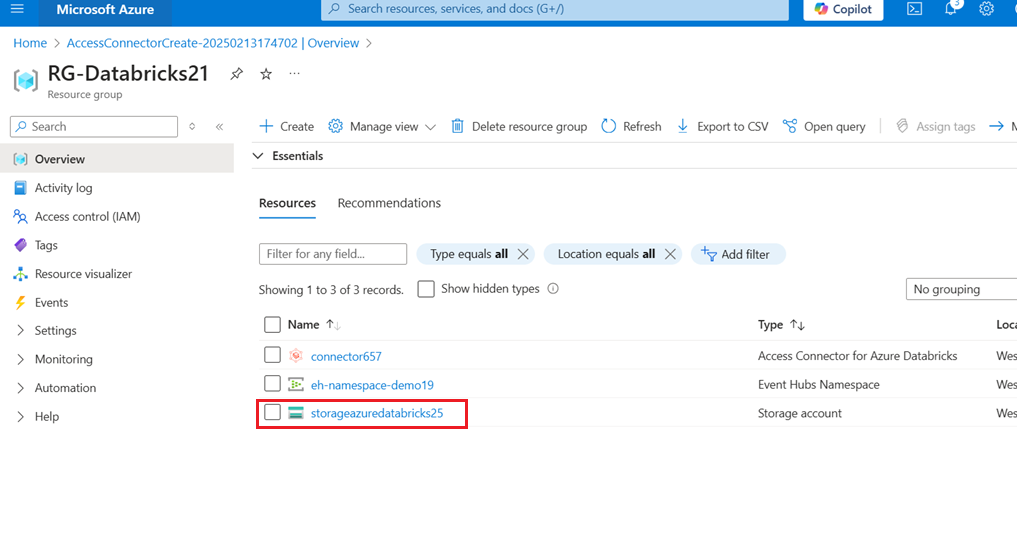 Microsoft Azure
Search resources, services, and docs (G+/)
Copilot
3
Home > AccessConnectorCreate-20250213174702 | Overview >
RG-Databricks21
Resource group
Search
Create
Manage view
Delete resource group
Refresh
Export to CSV
Open query
Assign tags
M
Overview
Activity log
Access control (IAM)
Tags
Resource visualizer
Events
Settings
Monitoring
Automation
Help
Essentials
Resources
Recommendations
Filter for any field...
Type equals all
Location equals all
Add filter
Showing 1 to 3 of 3 records.
Show hidden types
No grouping
Name Type Loca
connector657 Access Connector for Azure Databricks Wes
eh-namespace-demo19 Event Hubs Namespace Wes
storageazuredatabricks25 Storage account Wes